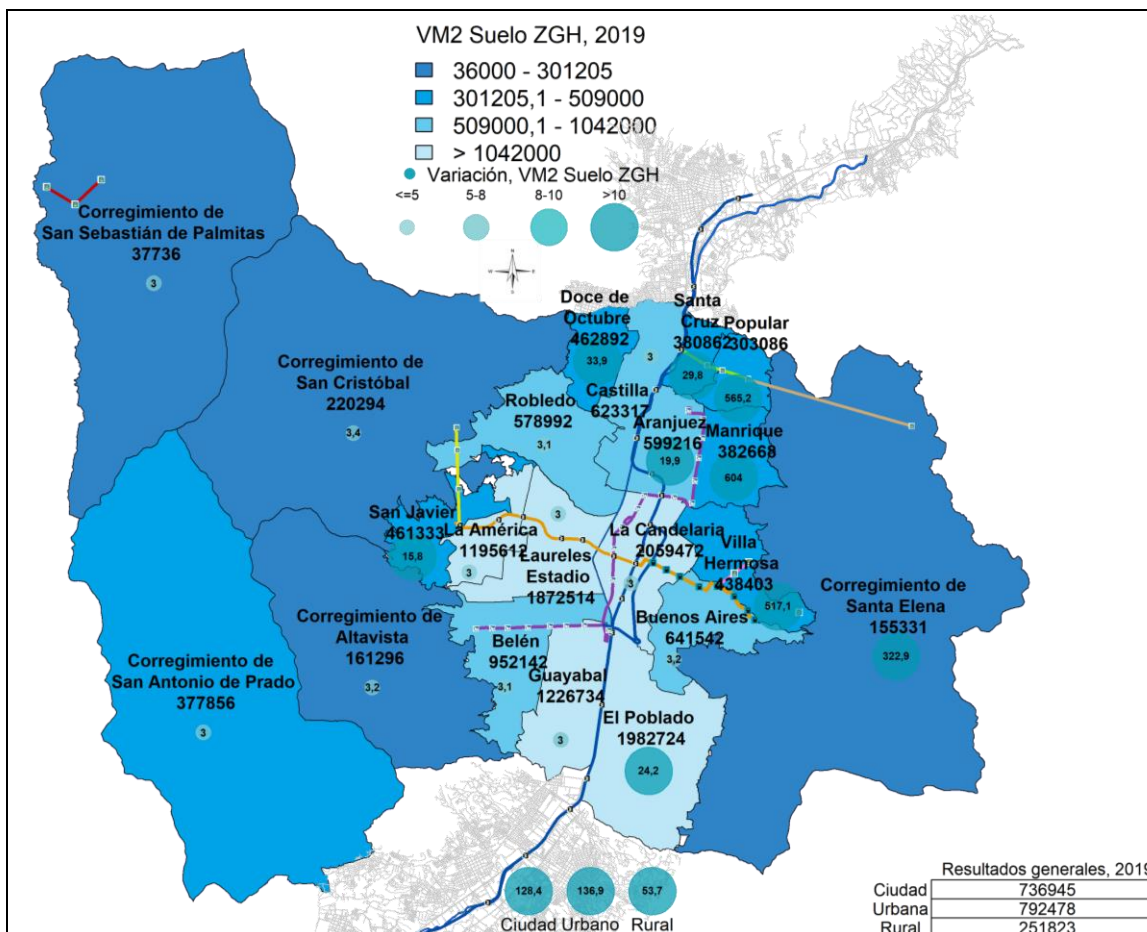 VM2 Suelo ZGH, 2019
36000 - 301205
301205,1 - 509000
509000,1 - 1042000
> 1042000
Variación, VM2 Suelo ZGH
<=5
5-8
8-10
>10
N
W
E
S
Corregimiento de
San Sebastián de Palmitas
37736
3
Doce de
Octubre
462892
33,9
Santa
Cruz
380862
29,8
Popular
303086
565,2
Corregimiento de
San Cristóbal
220294
3,4
Castilla
623317
3
Robledo
578992
3,1
Aranjuez
599216
19,9
Manrique
382668
604
San Javier
461333
15,8
La América
1195612
3
Laureles
Estadio
1872514
3
La Candelaria
2059472
3
Villa
Hermosa
438403
517,1
Corregimiento de
Santa Elena
155331
322,9
Corregimiento de
Altavista
161296
3,2
Buenos Aires
641542
3,2
Belén
952142
3,1
Corregimiento de
San Antonio de Prado
377856
3
Guayabal
1226734
3
El Poblado
1982724
24,2
128,4
136,9
53,7
Ciudad Urbano Rural
Resultados generales, 2019
Ciudad 736945
Urbana 792478
Rural 251823